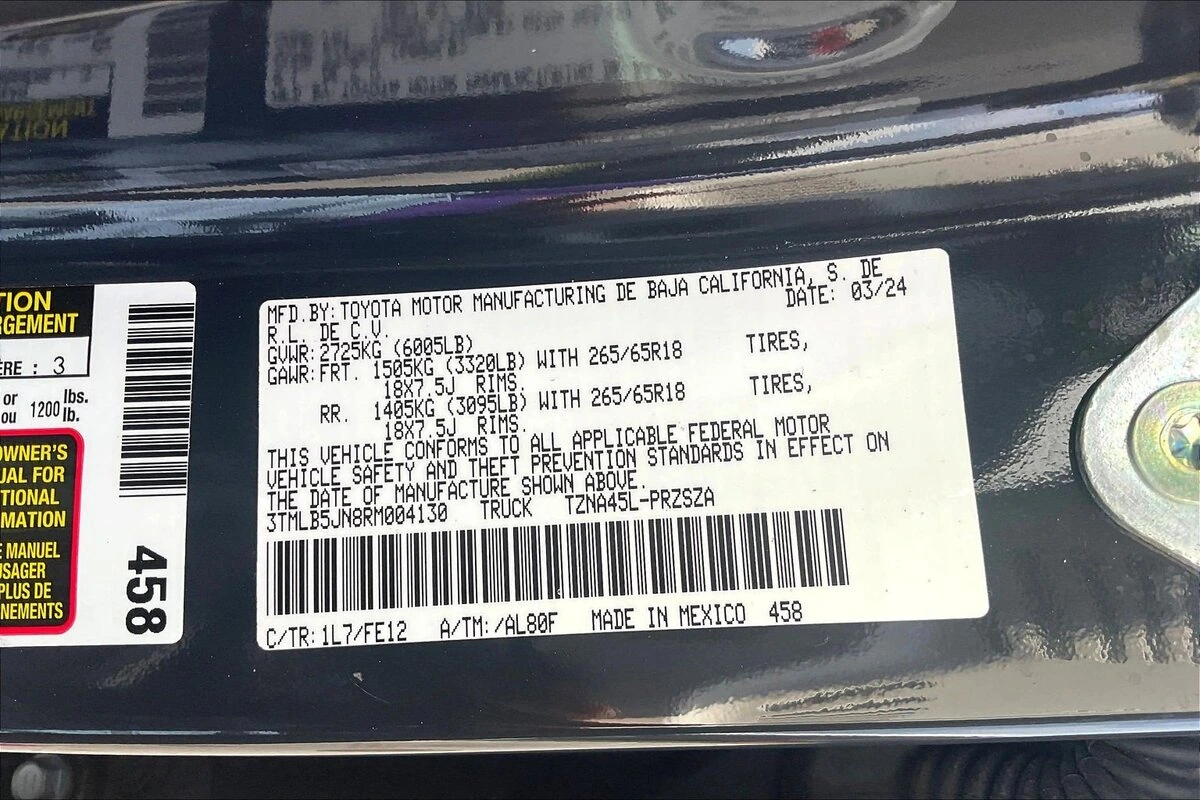 TION
RGEMENT
ÈRE : 3
or
ou 1200 lbs.
lb.
OWNER'S
UAL FOR
TIONAL
MATION
E MANUEL
USAGER
PLUS DE
NEMENTS
458
MFD.BY:TOYOTA MOTOR MANUFACTURING DE BAJA CALIFORNIA, S. DE
R.L. DE C.V. DATE: 03/24
GVWR:2725KG (6005LB)
GAWR:FRT. 1505KG (3320LB) WITH 265/65R18 TIRES,
18X7.5J RIMS.
RR. 1405KG (3095LB) WITH 265/65R18 TIRES,
18X7.5J RIMS.
THIS VEHICLE CONFORMS TO ALL APPLICABLE FEDERAL MOTOR
VEHICLE SAFETY AND THEFT PREVENTION STANDARDS IN EFFECT ON
THE DATE OF MANUFACTURE SHOWN ABOVE.
3TMLB5JN8RM004130 TRUCK TZNA45L-PRZSZA
C/TR:1L7/FE12 A/TM:/AL80F MADE IN MEXICO 458